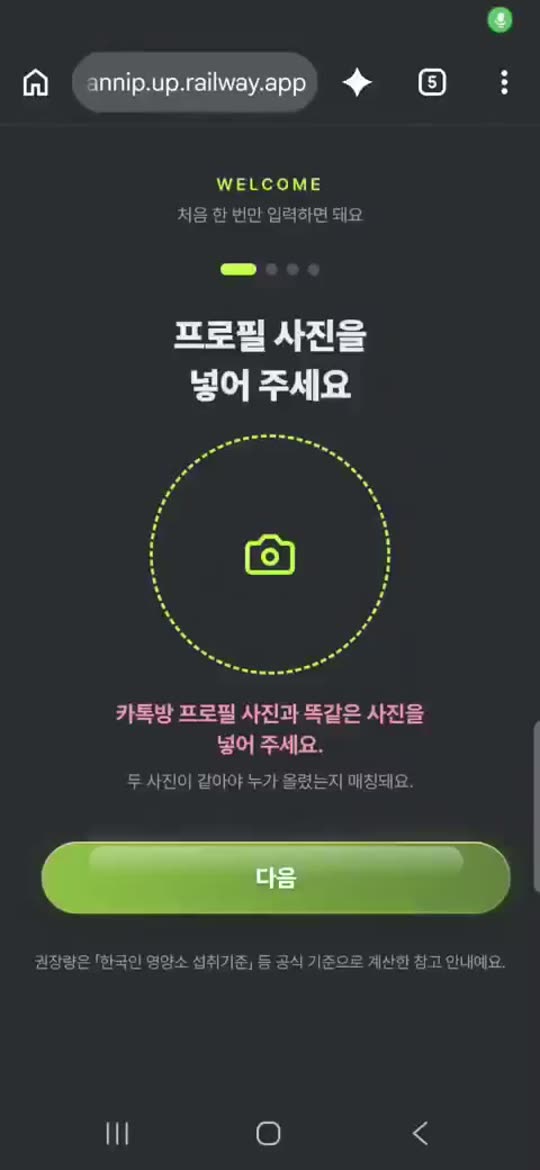 annip.up.railway.app
5
WELCOME
처음 한 번만 입력하면 돼요
프로필 사진을
넣어 주세요
카톡방 프로필 사진과 똑같은 사진을
넣어 주세요.
두 사진이 같아야 누가 올렸는지 매칭돼요.
다음
권장량은 「한국인 영양소 섭취기준」 등 공식 기준으로 계산한 참고 안내예요.